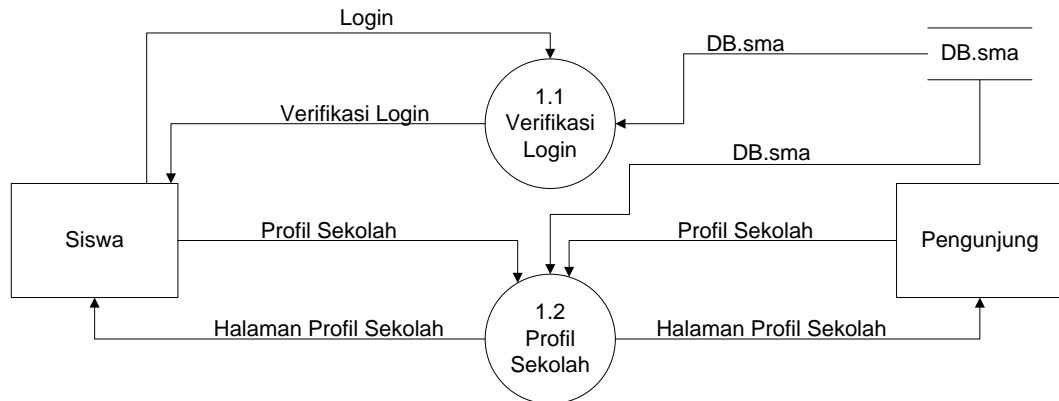 Login
DB.sma
DB.sma
1.1
Verifikasi
Login
Verifikasi Login
DB.sma
Siswa
Profil Sekolah
Profil Sekolah
Pengunjung
1.2
Profil
Sekolah
Halaman Profil Sekolah
Halaman Profil Sekolah